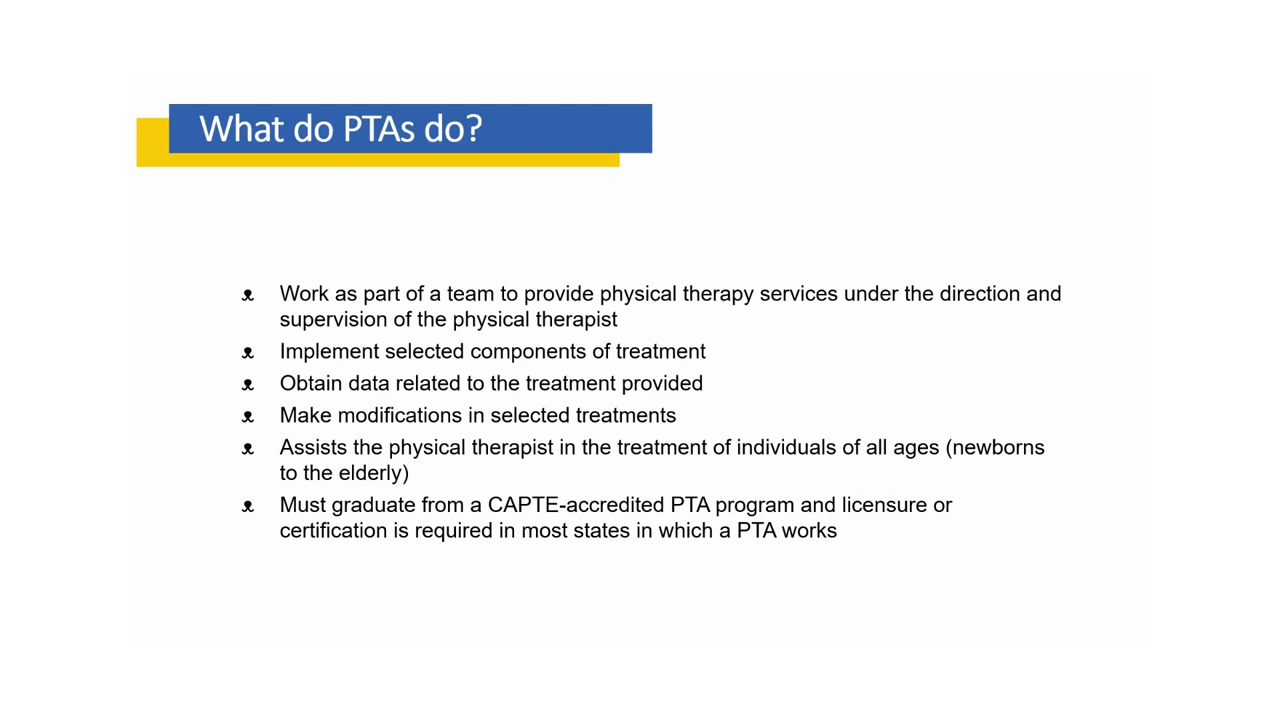 What do PTAs do?
ᴥ Work as part of a team to provide physical therapy services under the direction and
supervision of the physical therapist
ᴥ Implement selected components of treatment
ᴥ Obtain data related to the treatment provided
ᴥ Make modifications in selected treatments
ᴥ Assists the physical therapist in the treatment of individuals of all ages (newborns
to the elderly)
ᴥ Must graduate from a CAPTE-accredited PTA program and licensure or
certification is required in most states in which a PTA works